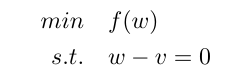 min f(w)
s.t. w − v = 0